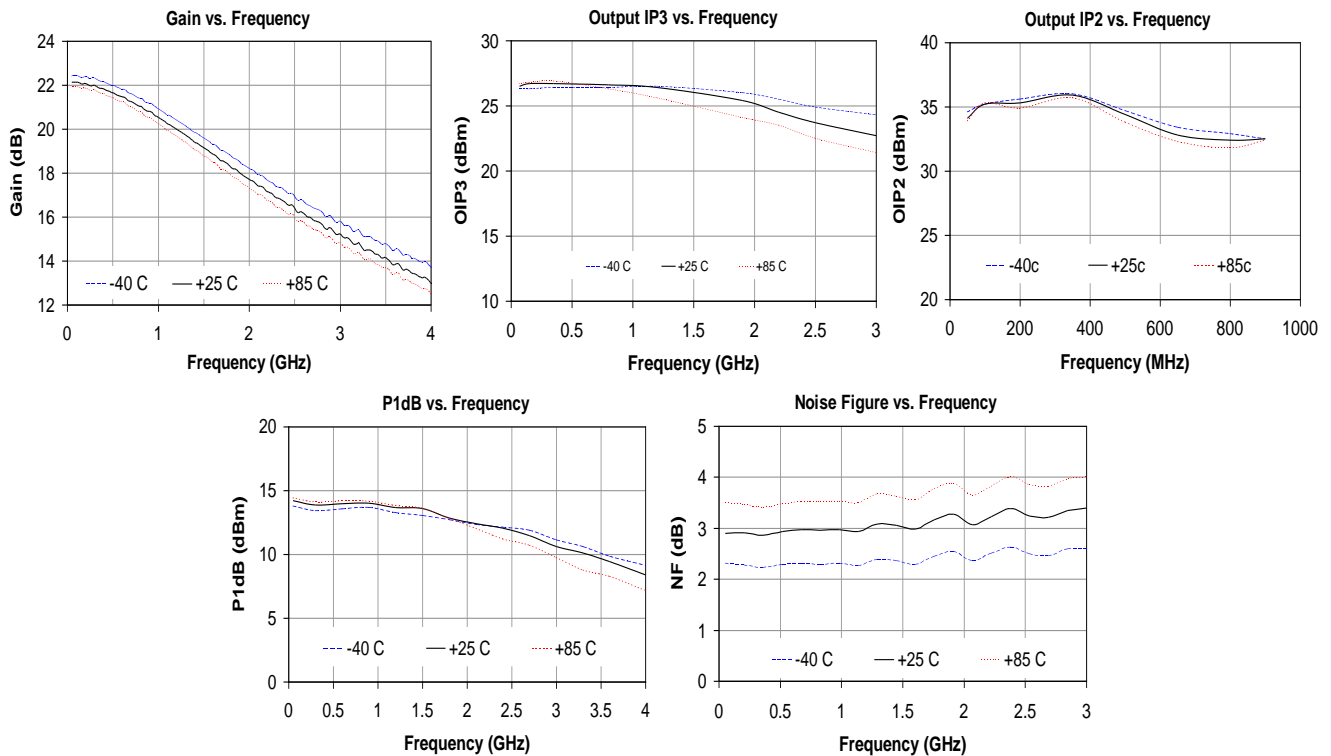 Gain vs. Frequency
24
22
20
18
16
14
12
Gain (dB)
-40 C
+25 C
+85 C
0
1
2
3
4
Frequency (GHz)
Output IP3 vs. Frequency
30
25
20
15
10
OIP3 (dBm)
-40 C
+25 C
+85 C
0
0.5
1
1.5
2
2.5
3
Frequency (GHz)
Output IP2 vs. Frequency
40
35
30
25
20
OIP2 (dBm)
-40c
+25c
+85c
0
200
400
600
800
1000
Frequency (MHz)
P1dB vs. Frequency
20
15
10
5
0
P1dB (dBm)
-40 C
+25 C
+85 C
0
0.5
1
1.5
2
2.5
3
3.5
4
Frequency (GHz)
Noise Figure vs. Frequency
5
4
3
2
1
0
NF (dB)
-40 C
+25 C
+85 C
0
0.5
1
1.5
2
2.5
3
Frequency (GHz)